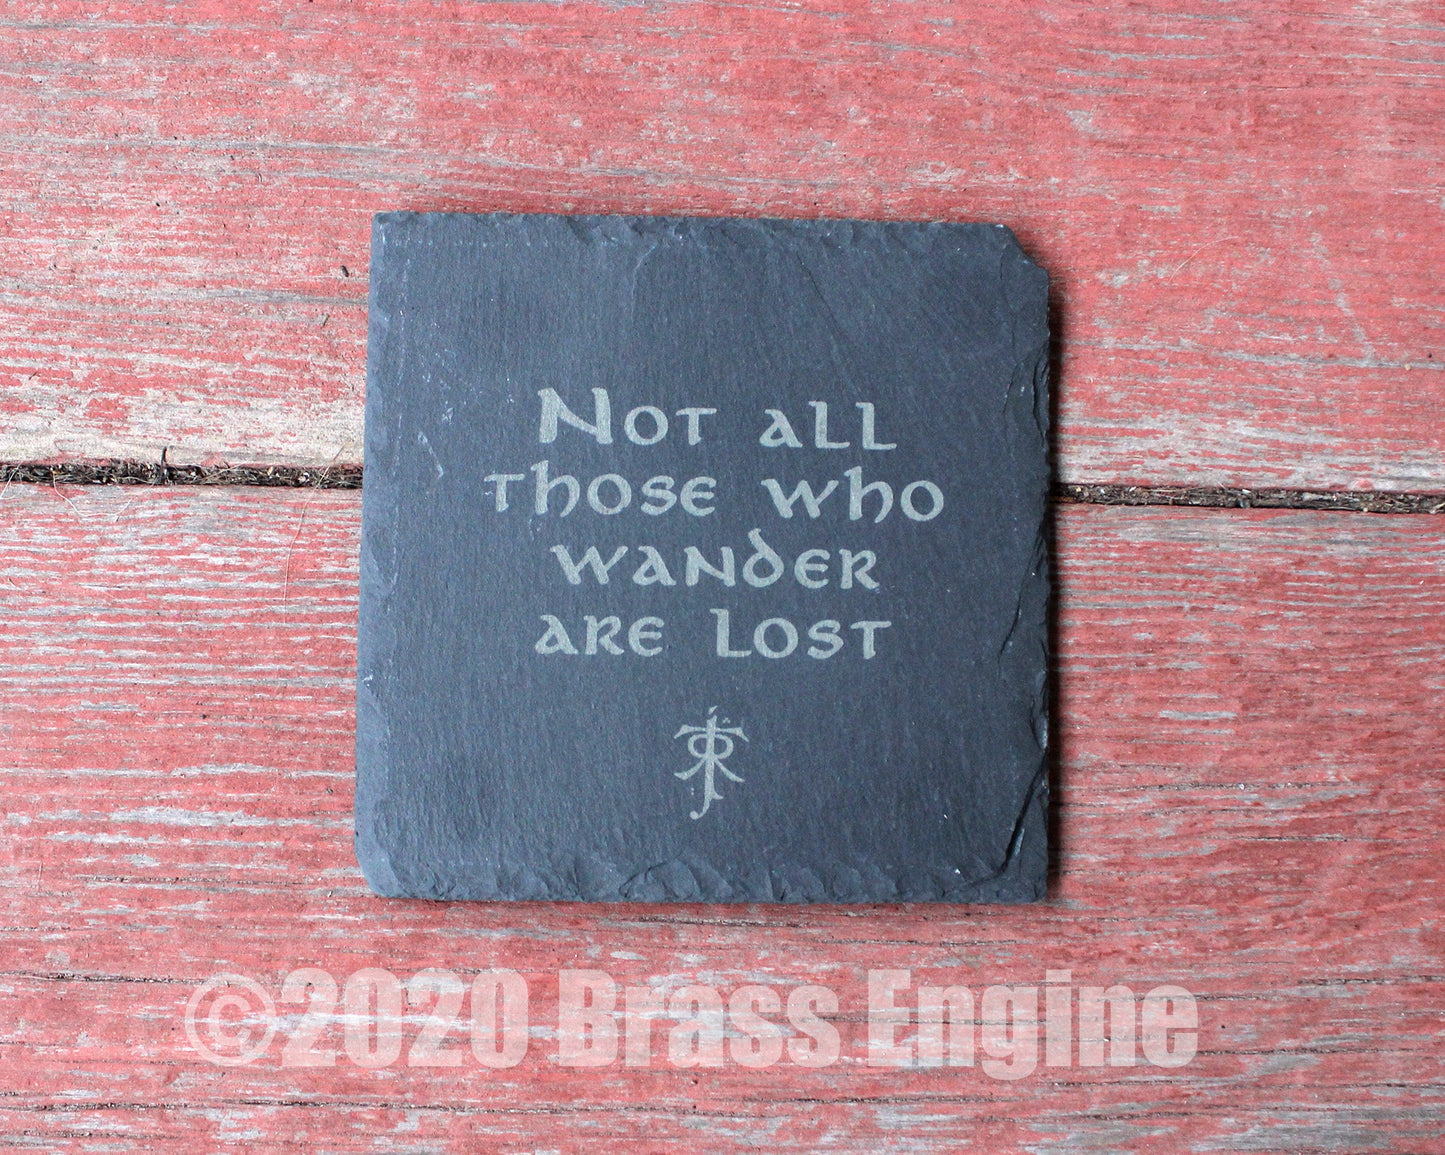 Not all
those who
wander
are lost
©2020 Brass Engine